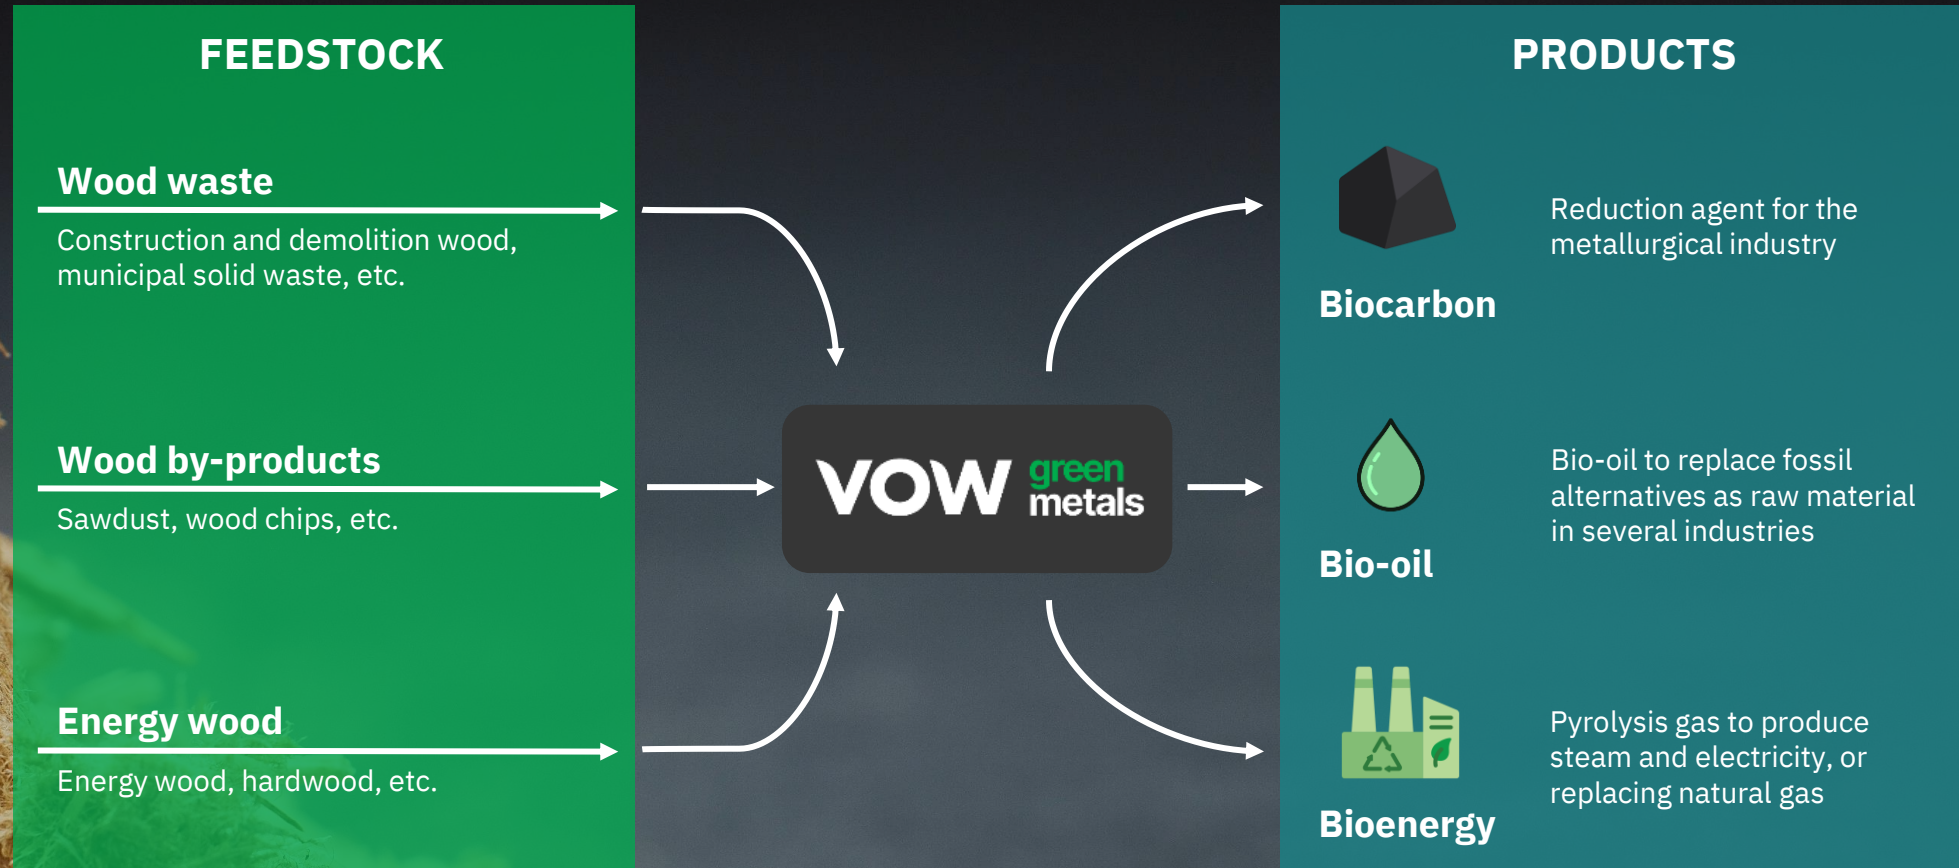 FEEDSTOCK
Wood waste
Construction and demolition wood,
municipal solid waste, etc.
Wood by-products
Sawdust, wood chips, etc.
Energy wood
Energy wood, hardwood, etc.
VOW green
metals
PRODUCTS
Biocarbon
Reduction agent for the
metallurgical industry
Bio-oil
Bio-oil to replace fossil
alternatives as raw material
in several industries
Bioenergy
Pyrolysis gas to produce
steam and electricity, or
replacing natural gas